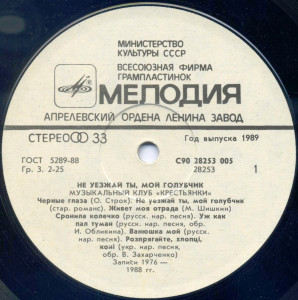 МИНИСТЕРСТВО
КУЛЬТУРЫ СССР
ВСЕСОЮЗНАЯ ФИРМА
ГРАМПЛАСТИНОК
МЕЛОДИЯ
АПРЕЛЕВСКИЙ ОРДЕНА ЛЕНИНА ЗАВОД
СТЕРЕО 33
Год выпуска 1989
ГОСТ 5289-88
С90 28253 005
Гр. 3. 2-25
28253
1
НЕ УЕЗЖАЙ ТЫ, МОЙ ГОЛУБЧИК
МУЗЫКАЛЬНЫЙ КЛУБ «КРЕСТЬЯНКИ»
Черные глаза (О. Строк). Не уезжай ты, мой голубчик
(стар. романс). Живет моя отрада (М. Шишкин)
Сронила колечко (русск. нар. песня). Уж как
пал туман (русск. нар. песня, обр.
И. Обликина). Ванюшка мой (русск.
нар. песня). Розпрягайте, хлопці,
коні (укр. нар. песня,
обр. В. Захарченко)
Записи 1976—
1988 гг.